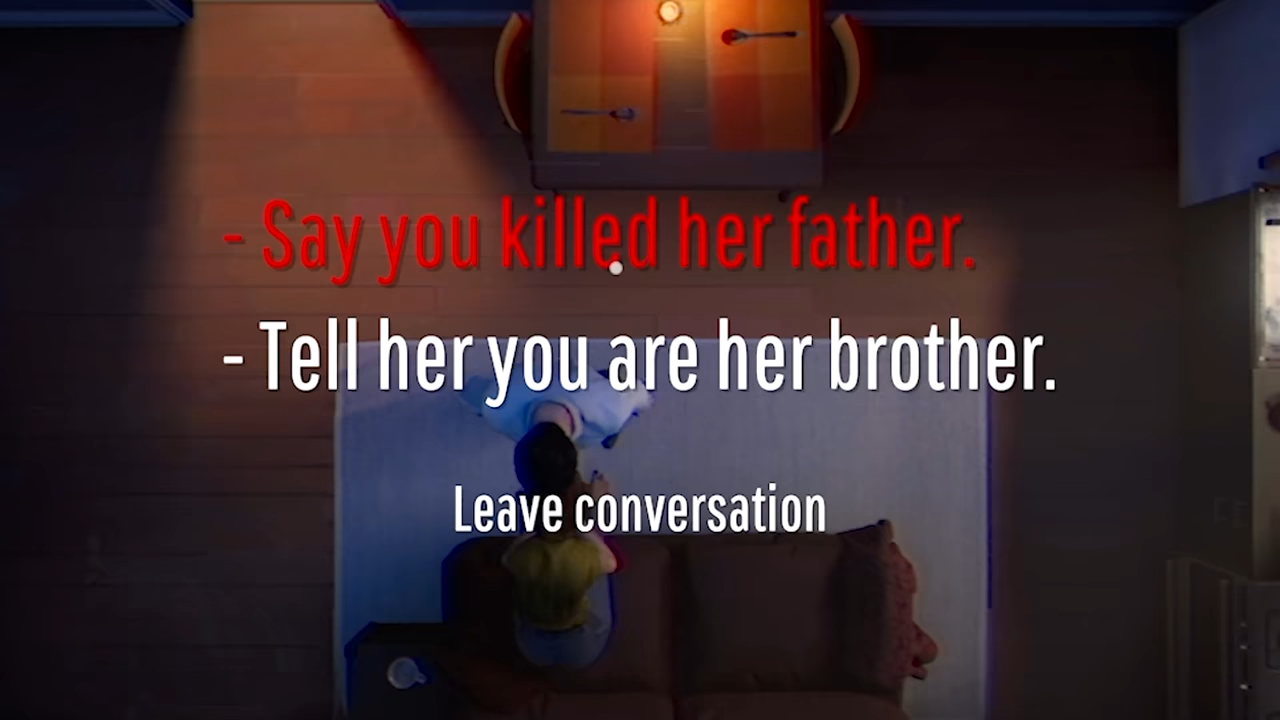 - Say you killed her father.
- Tell her you are her brother.
Leave conversation